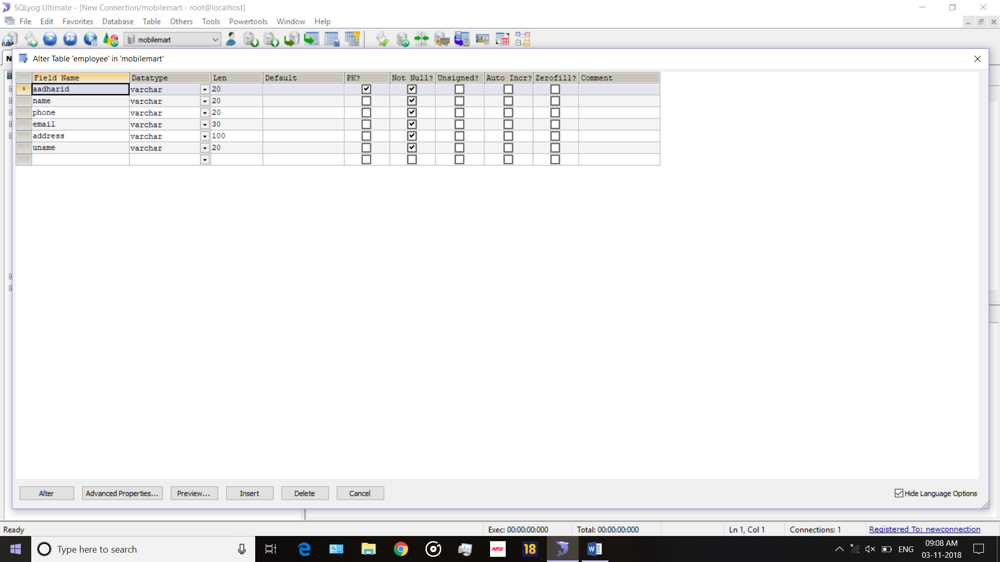 SQLyog Ultimate - [New Connection/mobilemart - root@localhost]
File Edit Favorites Database Table Others Tools Powertools Window Help
mobilemart
Alter Table 'employee' in 'mobilemart'
Field Name Datatype Len Default PK? Not Null? Unsigned? Auto Incr? Zerofill? Comment
* aadharid varchar 20
name varchar 20
phone varchar 20
email varchar 30
address varchar 100
uname varchar 20
Alter Advanced Properties... Preview... Insert Delete Cancel Hide Language Options
Ready Exec: 00:00:00:000 Total: 00:00:00:000 Ln 1, Col 1 Connections: 1 Registered To: newconnection
Type here to search NFS 18 ENG 09:08 AM
03-11-2018